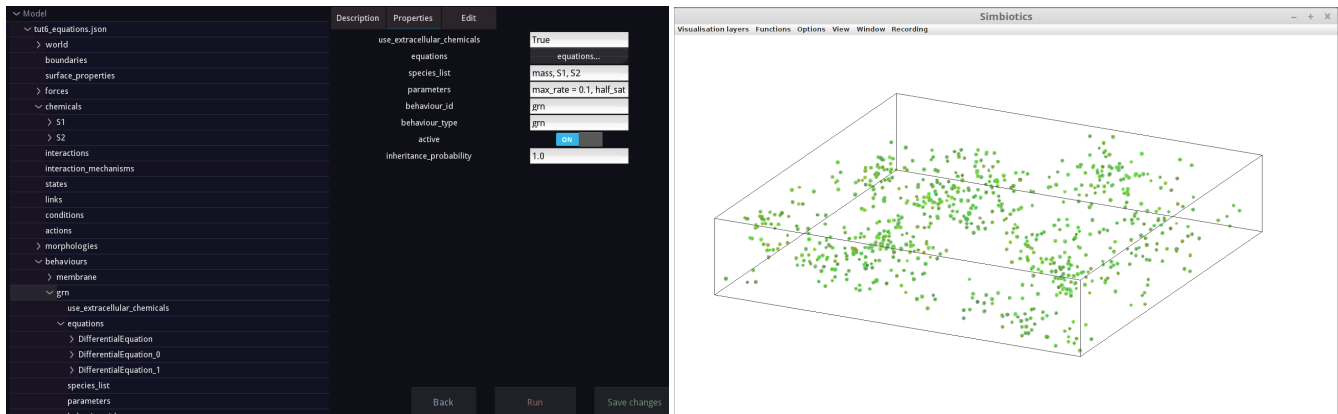 Model
tut6_equations.json
world
boundaries
surface_properties
forces
chemicals
S1
S2
interactions
interaction_mechanisms
states
links
conditions
actions
morphologies
behaviours
membrane
grn
use_extracellular_chemicals
equations
DifferentialEquation
DifferentialEquation_0
DifferentialEquation_1
species_list
parameters
Description Properties Edit
use_extracellular_chemicals True
equations equations...
species_list mass, S1, S2
parameters max_rate = 0.1, half_sat
behaviour_id grn
behaviour_type grn
active ON
inheritance_probability 1.0
Back Run Save changes
Simbiotics
Visualisation layers Functions Options View Window Recording